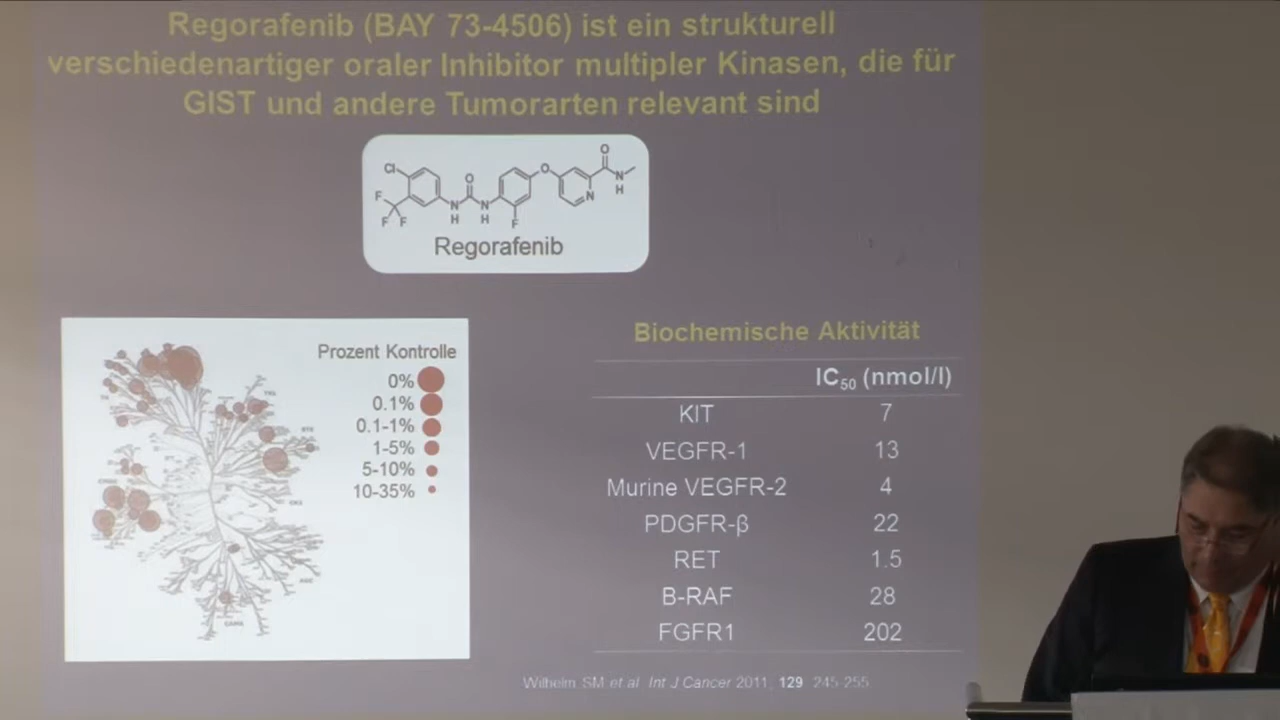 Regorafenib (BAY 73-4506) ist ein strukturell
verschiedenartiger oraler Inhibitor multipler Kinasen, die für
GIST und andere Tumorarten relevant sind
Cl
O
O
O
F
F
F
N
H
N
H
F
N
N
H
Regorafenib
Prozent Kontrolle
0%
0.1%
0.1-1%
1-5%
5-10%
10-35%
Biochemische Aktivität
IC50 (nmol/l)
KIT 7
VEGFR-1 13
Murine VEGFR-2 4
PDGFR-β 22
RET 1.5
B-RAF 28
FGFR1 202
Wilhelm SM et al Int J Cancer 2011; 129 245-255